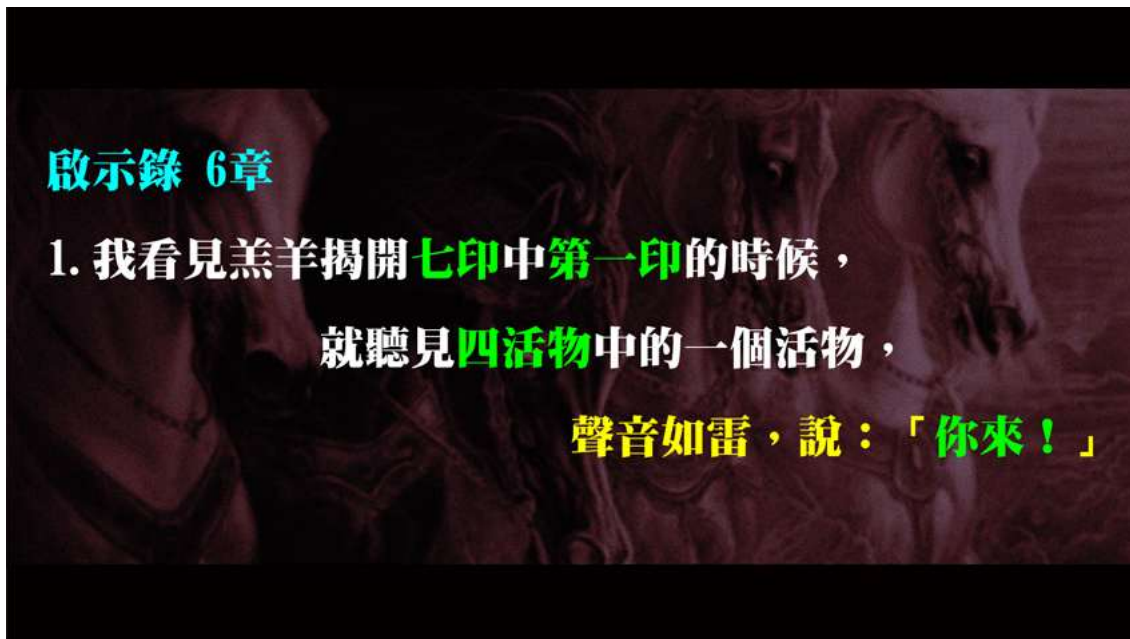 啟示錄 6章
1. 我看見羔羊揭開七印中第一印的時候，
就聽見四活物中的一個活物，
聲音如雷，說：「你來！」